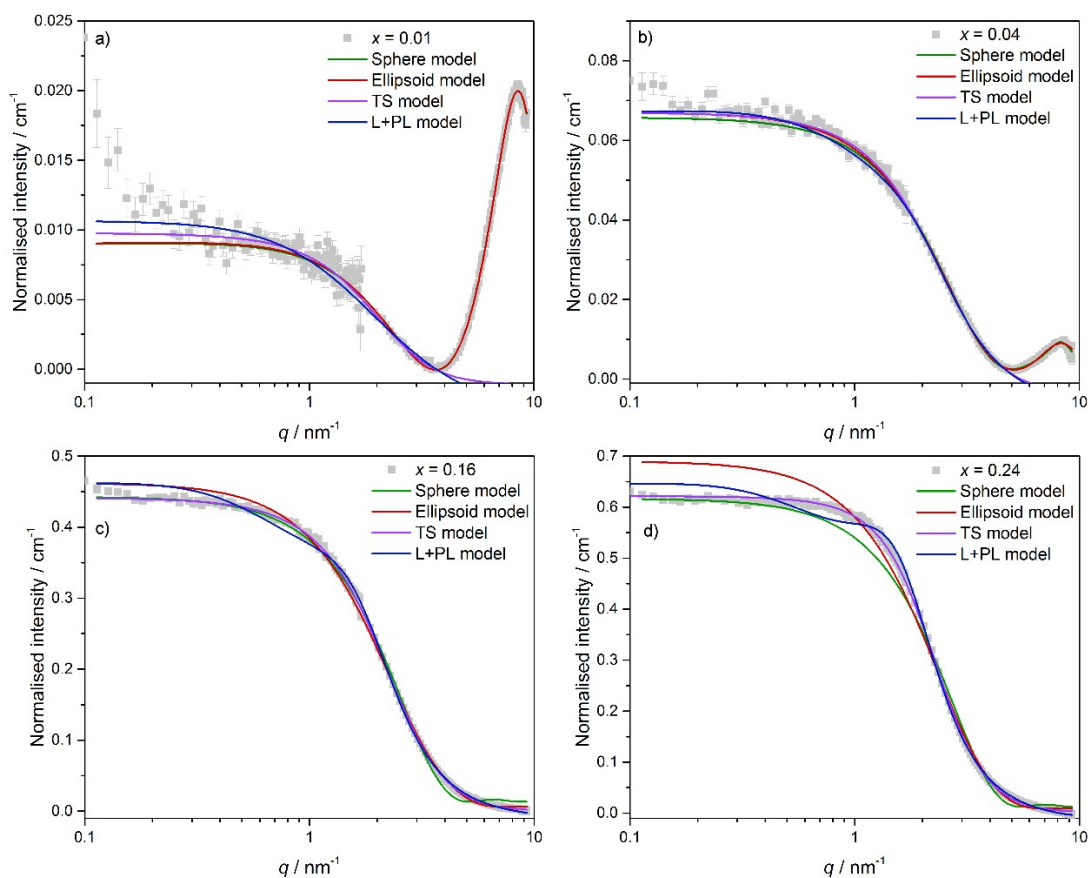 a)
x = 0.01
Sphere model
Ellipsoid model
TS model
L+PL model
0.025
0.020
0.015
0.010
0.005
0.000
Normalised intensity / cm⁻¹
0.1 1 10
q / nm⁻¹
b)
x = 0.04
Sphere model
Ellipsoid model
TS model
L+PL model
0.08
0.06
0.04
0.02
0.00
Normalised intensity / cm⁻¹
0.1 1 10
q / nm⁻¹
c)
x = 0.16
Sphere model
Ellipsoid model
TS model
L+PL model
0.5
0.4
0.3
0.2
0.1
0.0
Normalised intensity / cm⁻¹
0.1 1 10
q / nm⁻¹
d)
x = 0.24
Sphere model
Ellipsoid model
TS model
L+PL model
0.7
0.6
0.5
0.4
0.3
0.2
0.1
0.0
Normalised intensity / cm⁻¹
0.1 1 10
q / nm⁻¹